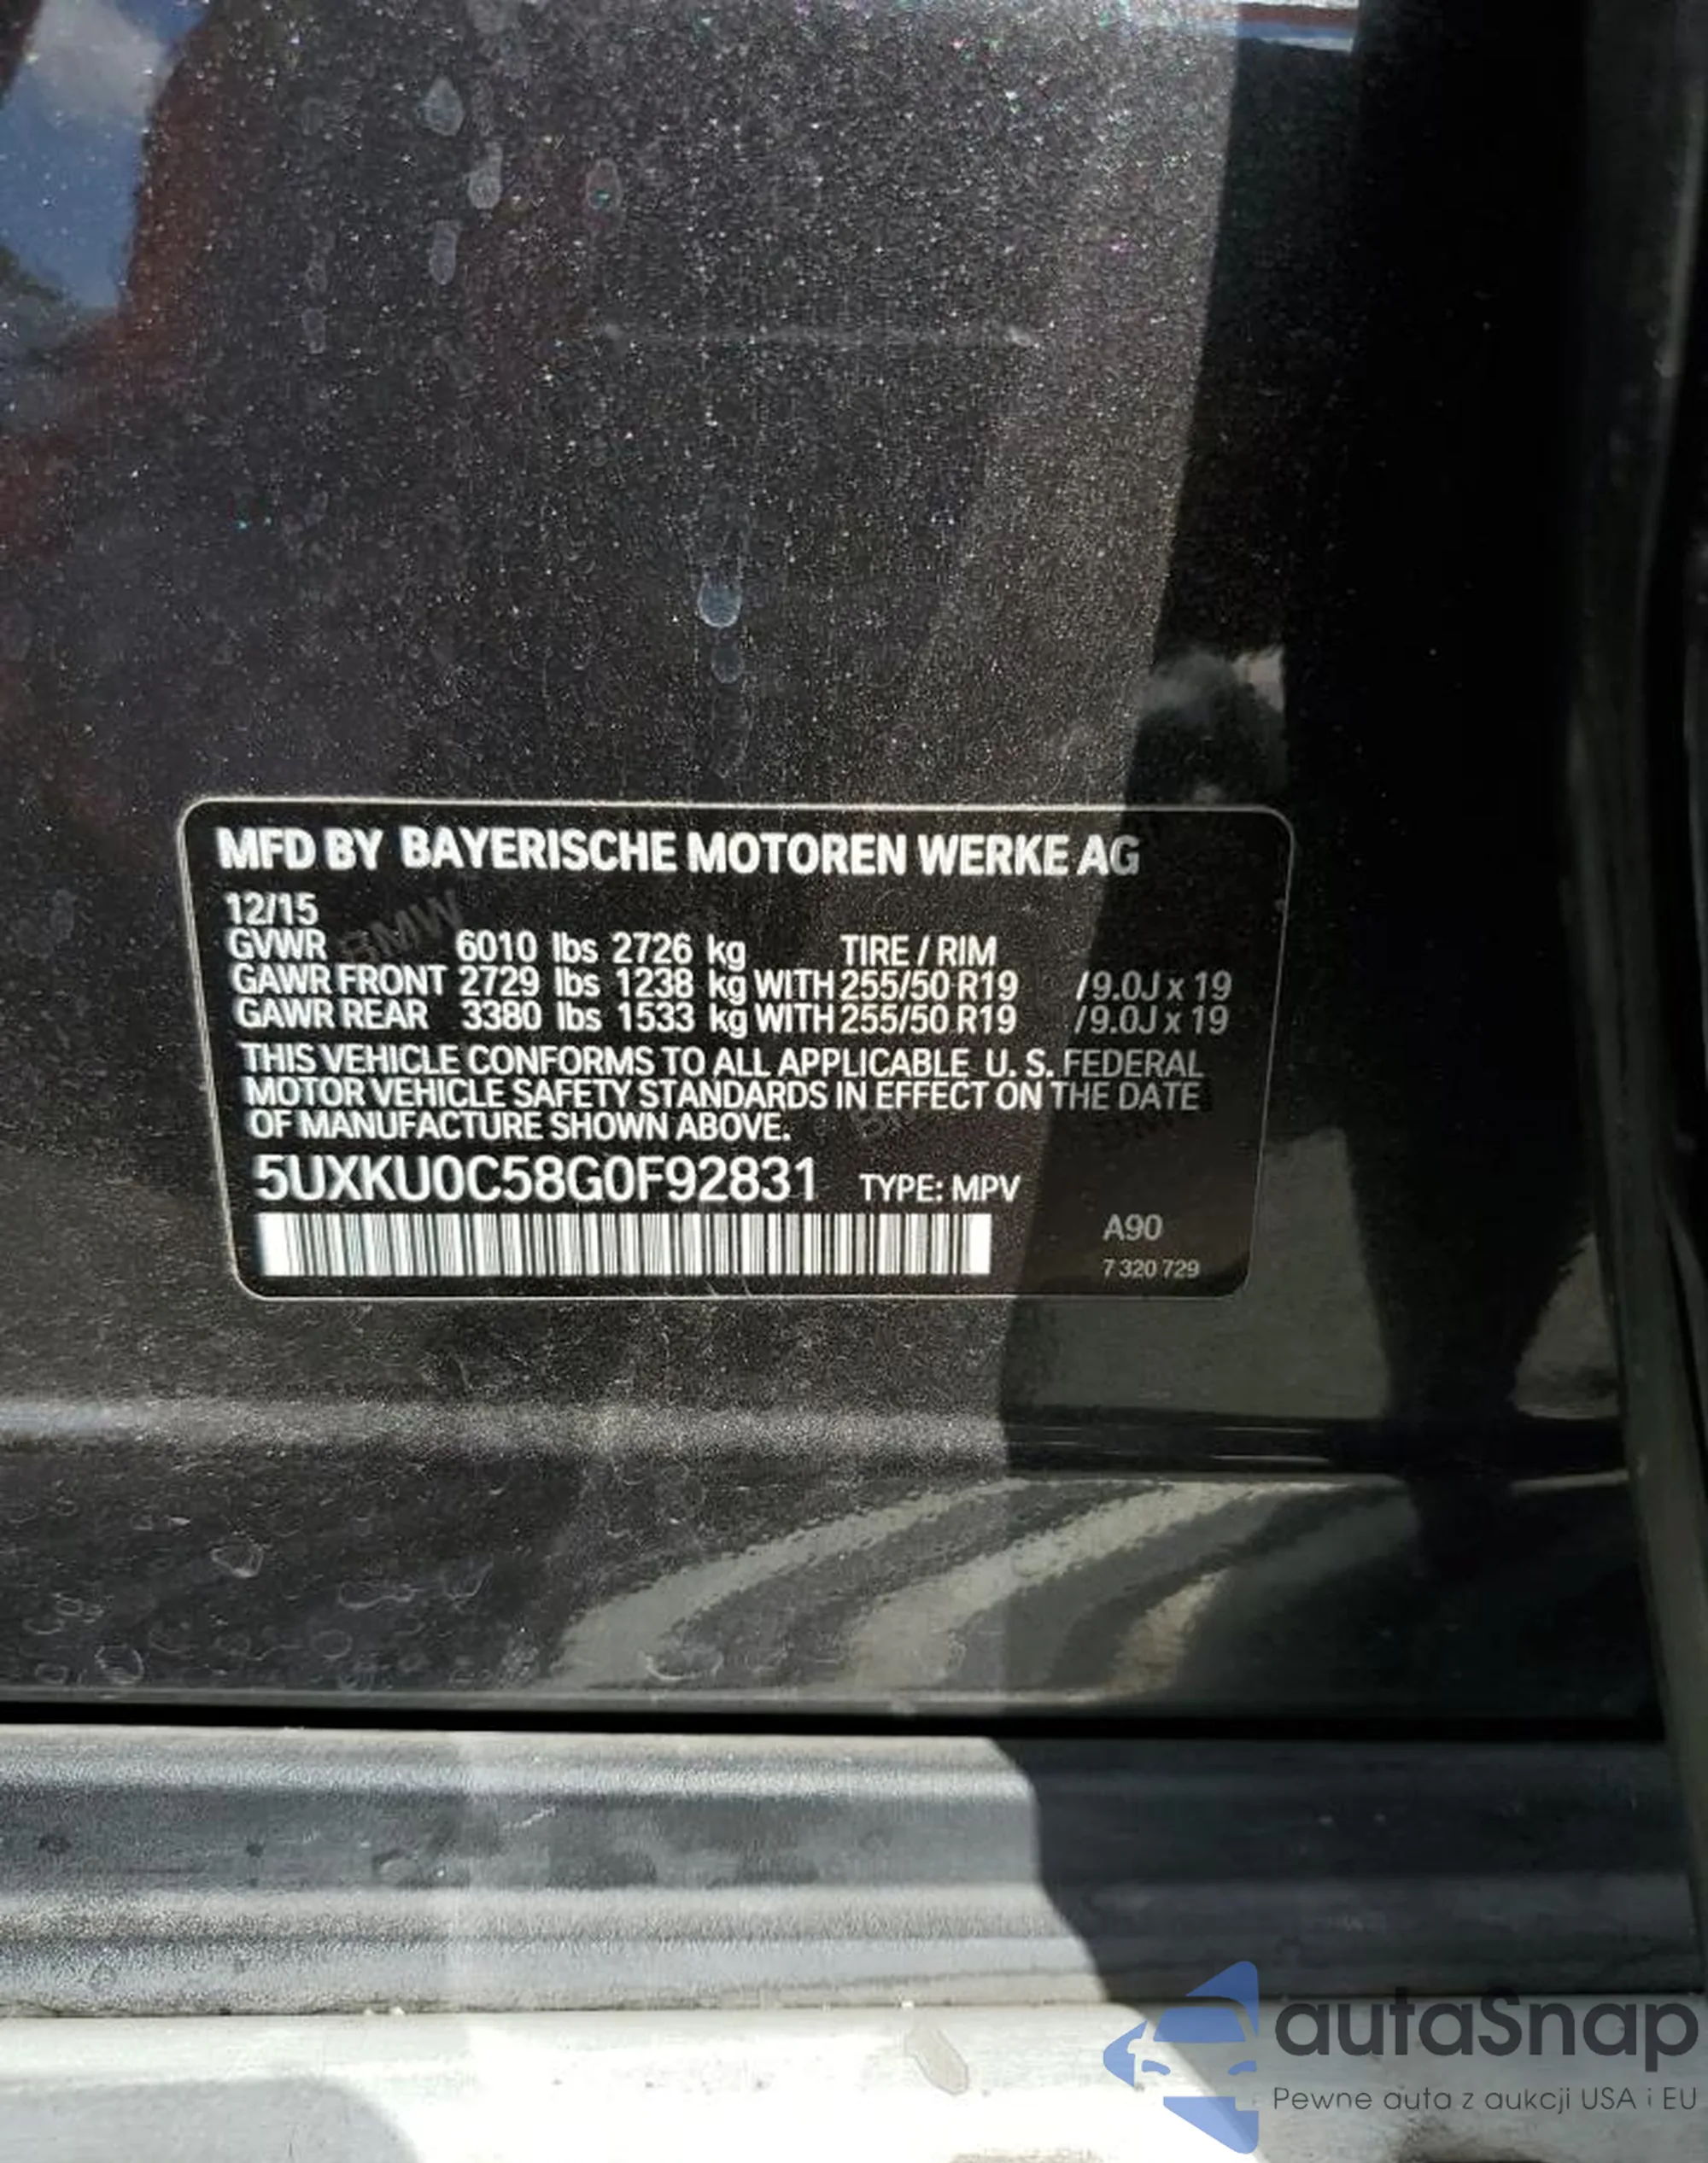 MFD BY BAYERISCHE MOTOREN WERKE AG
12/15
GVWR 6010 lbs 2726 kg TIRE / RIM
GAWR FRONT 2729 lbs 1238 kg WITH 255/50 R19 /9.0J x 19
GAWR REAR 3380 lbs 1533 kg WITH 255/50 R19 /9.0J x 19
THIS VEHICLE CONFORMS TO ALL APPLICABLE U. S. FEDERAL
MOTOR VEHICLE SAFETY STANDARDS IN EFFECT ON THE DATE
OF MANUFACTURE SHOWN ABOVE.
5UXKU0C58G0F92831 TYPE: MPV
A90
7 320 729
BMW
autaSnap
Pewne auta z aukcji USA i EU